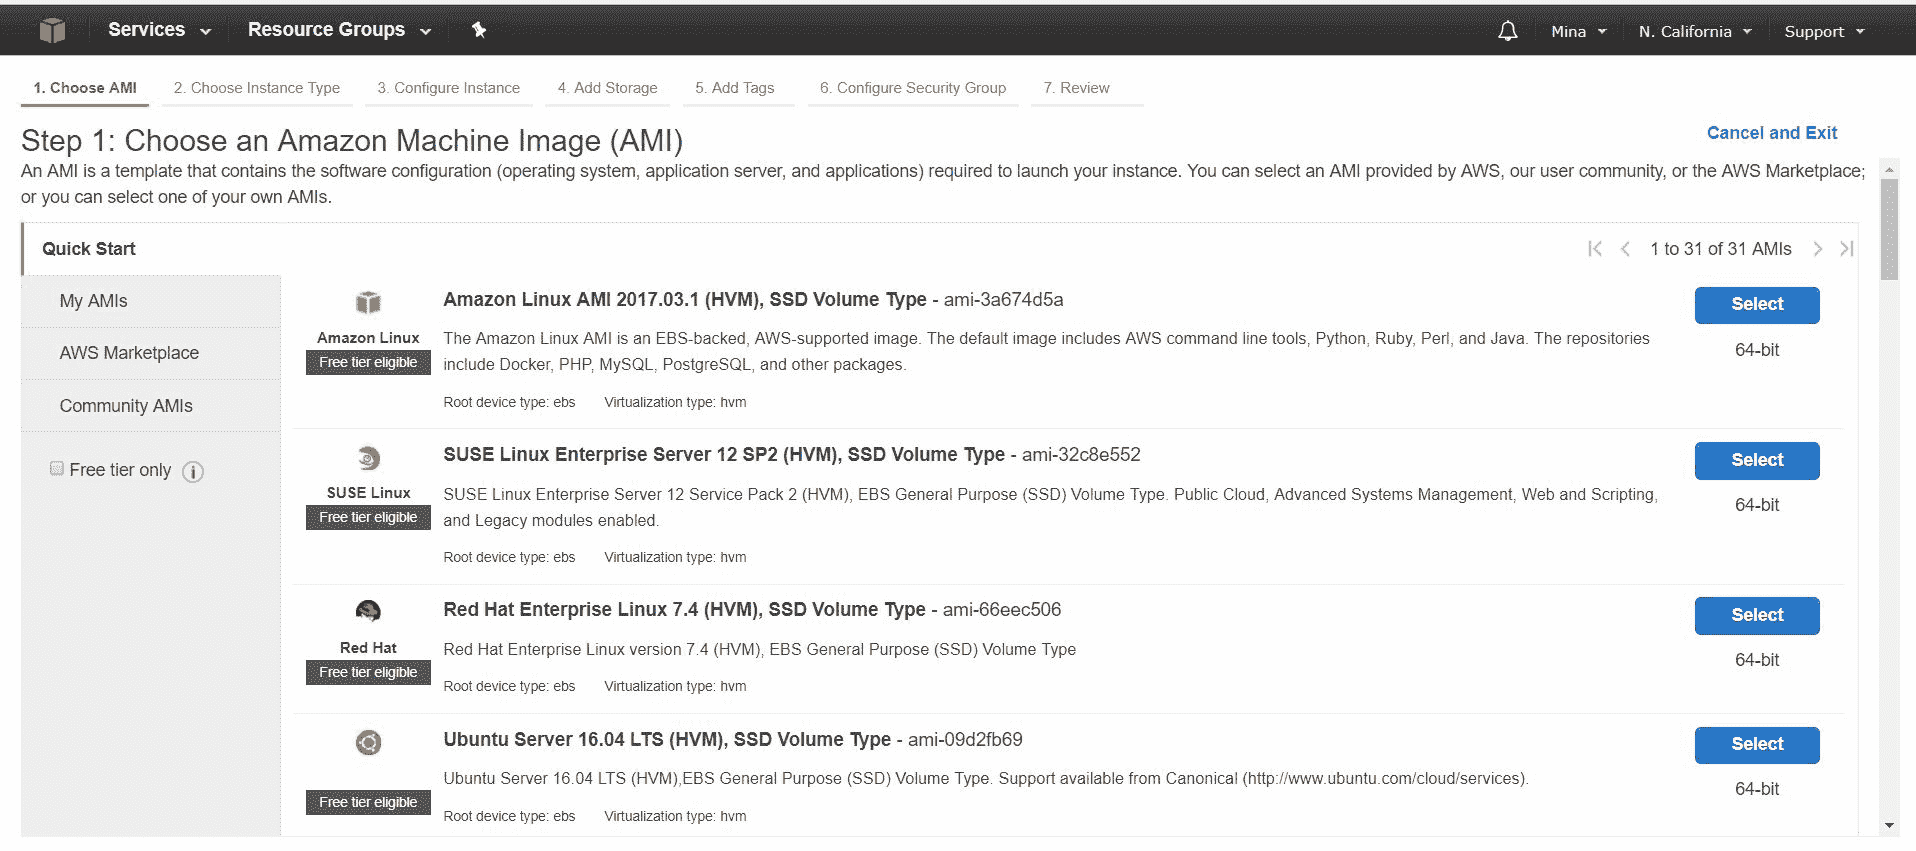 Services Resource Groups Mina N. California Support
1. Choose AMI 2. Choose Instance Type 3. Configure Instance 4. Add Storage 5. Add Tags 6. Configure Security Group 7. Review
Step 1: Choose an Amazon Machine Image (AMI)
Cancel and Exit
An AMI is a template that contains the software configuration (operating system, application server, and applications) required to launch your instance. You can select an AMI provided by AWS, our user community, or the AWS Marketplace;
or you can select one of your own AMIs.
Quick Start
1 to 31 of 31 AMIs
My AMIs
AWS Marketplace
Community AMIs
Free tier only
Amazon Linux
Free tier eligible
Amazon Linux AMI 2017.03.1 (HVM), SSD Volume Type - ami-3a674d5a
The Amazon Linux AMI is an EBS-backed, AWS-supported image. The default image includes AWS command line tools, Python, Ruby, Perl, and Java. The repositories
include Docker, PHP, MySQL, PostgreSQL, and other packages.
Root device type: ebs Virtualization type: hvm
Select
64-bit
SUSE Linux
Free tier eligible
SUSE Linux Enterprise Server 12 SP2 (HVM), SSD Volume Type - ami-32c8e552
SUSE Linux Enterprise Server 12 Service Pack 2 (HVM), EBS General Purpose (SSD) Volume Type. Public Cloud, Advanced Systems Management, Web and Scripting,
and Legacy modules enabled.
Root device type: ebs Virtualization type: hvm
Select
64-bit
Red Hat
Free tier eligible
Red Hat Enterprise Linux 7.4 (HVM), SSD Volume Type - ami-66eec506
Red Hat Enterprise Linux version 7.4 (HVM), EBS General Purpose (SSD) Volume Type
Root device type: ebs Virtualization type: hvm
Select
64-bit
Free tier eligible
Ubuntu Server 16.04 LTS (HVM), SSD Volume Type - ami-09d2fb69
Ubuntu Server 16.04 LTS (HVM),EBS General Purpose (SSD) Volume Type. Support available from Canonical (http://www.ubuntu.com/cloud/services).
Root device type: ebs Virtualization type: hvm
Select
64-bit